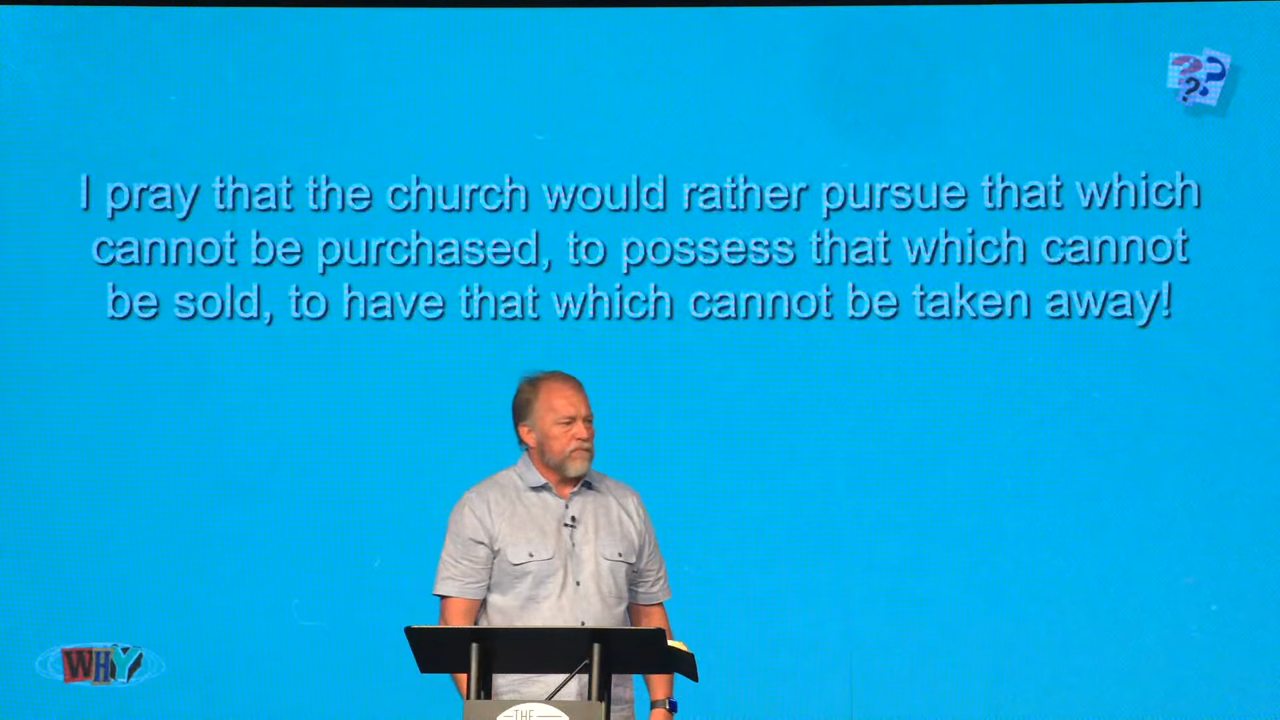 ??
?
I pray that the church would rather pursue that which
cannot be purchased, to possess that which cannot
be sold, to have that which cannot be taken away!
WHY
THE